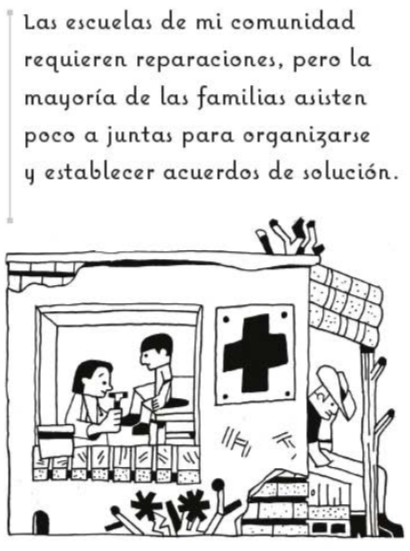 Las escuelas de mi comunidad
requieren reparaciones, pero la
mayoría de las familias asisten
poco a juntas para organizarse
y establecer acuerdos de solución.